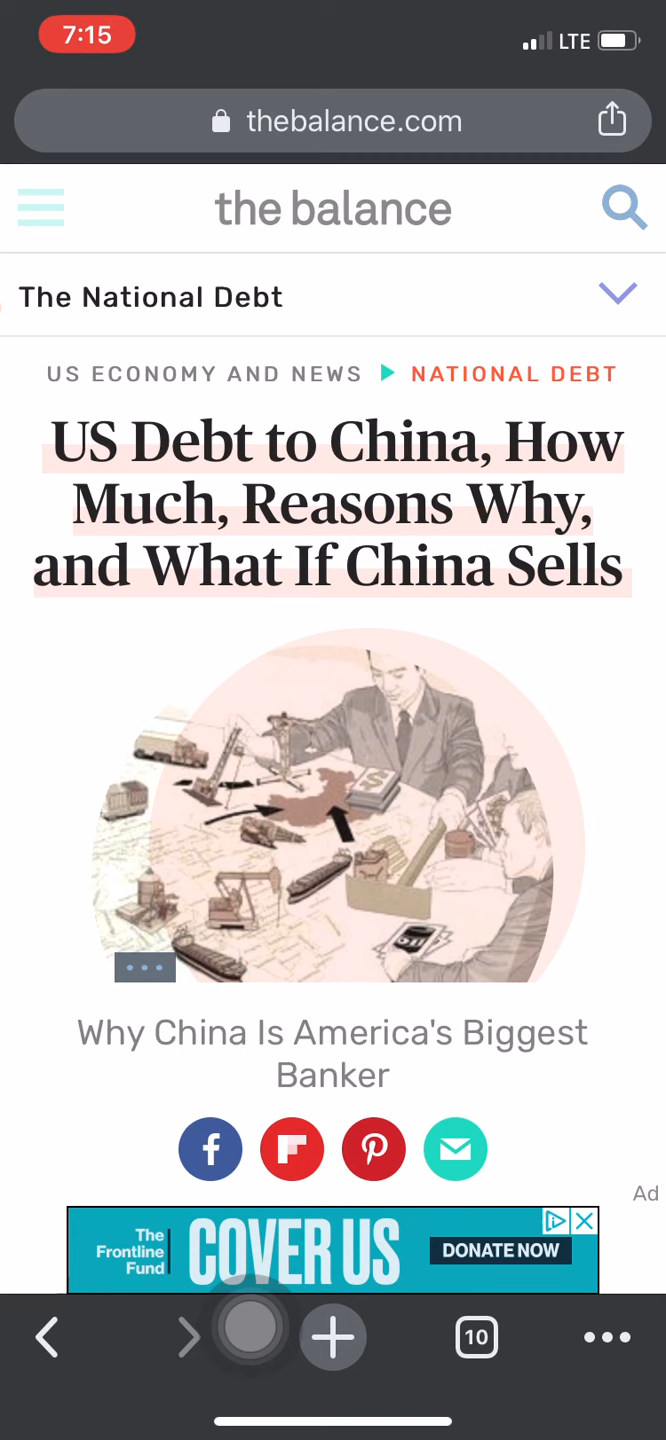 7:15
LTE
thebalance.com
the balance
The National Debt
US ECONOMY AND NEWS NATIONAL DEBT
US Debt to China, How
Much, Reasons Why,
and What If China Sells
$
Why China Is America's Biggest
Banker
Ad
The
Frontline
Fund
COVER US
DONATE NOW
10